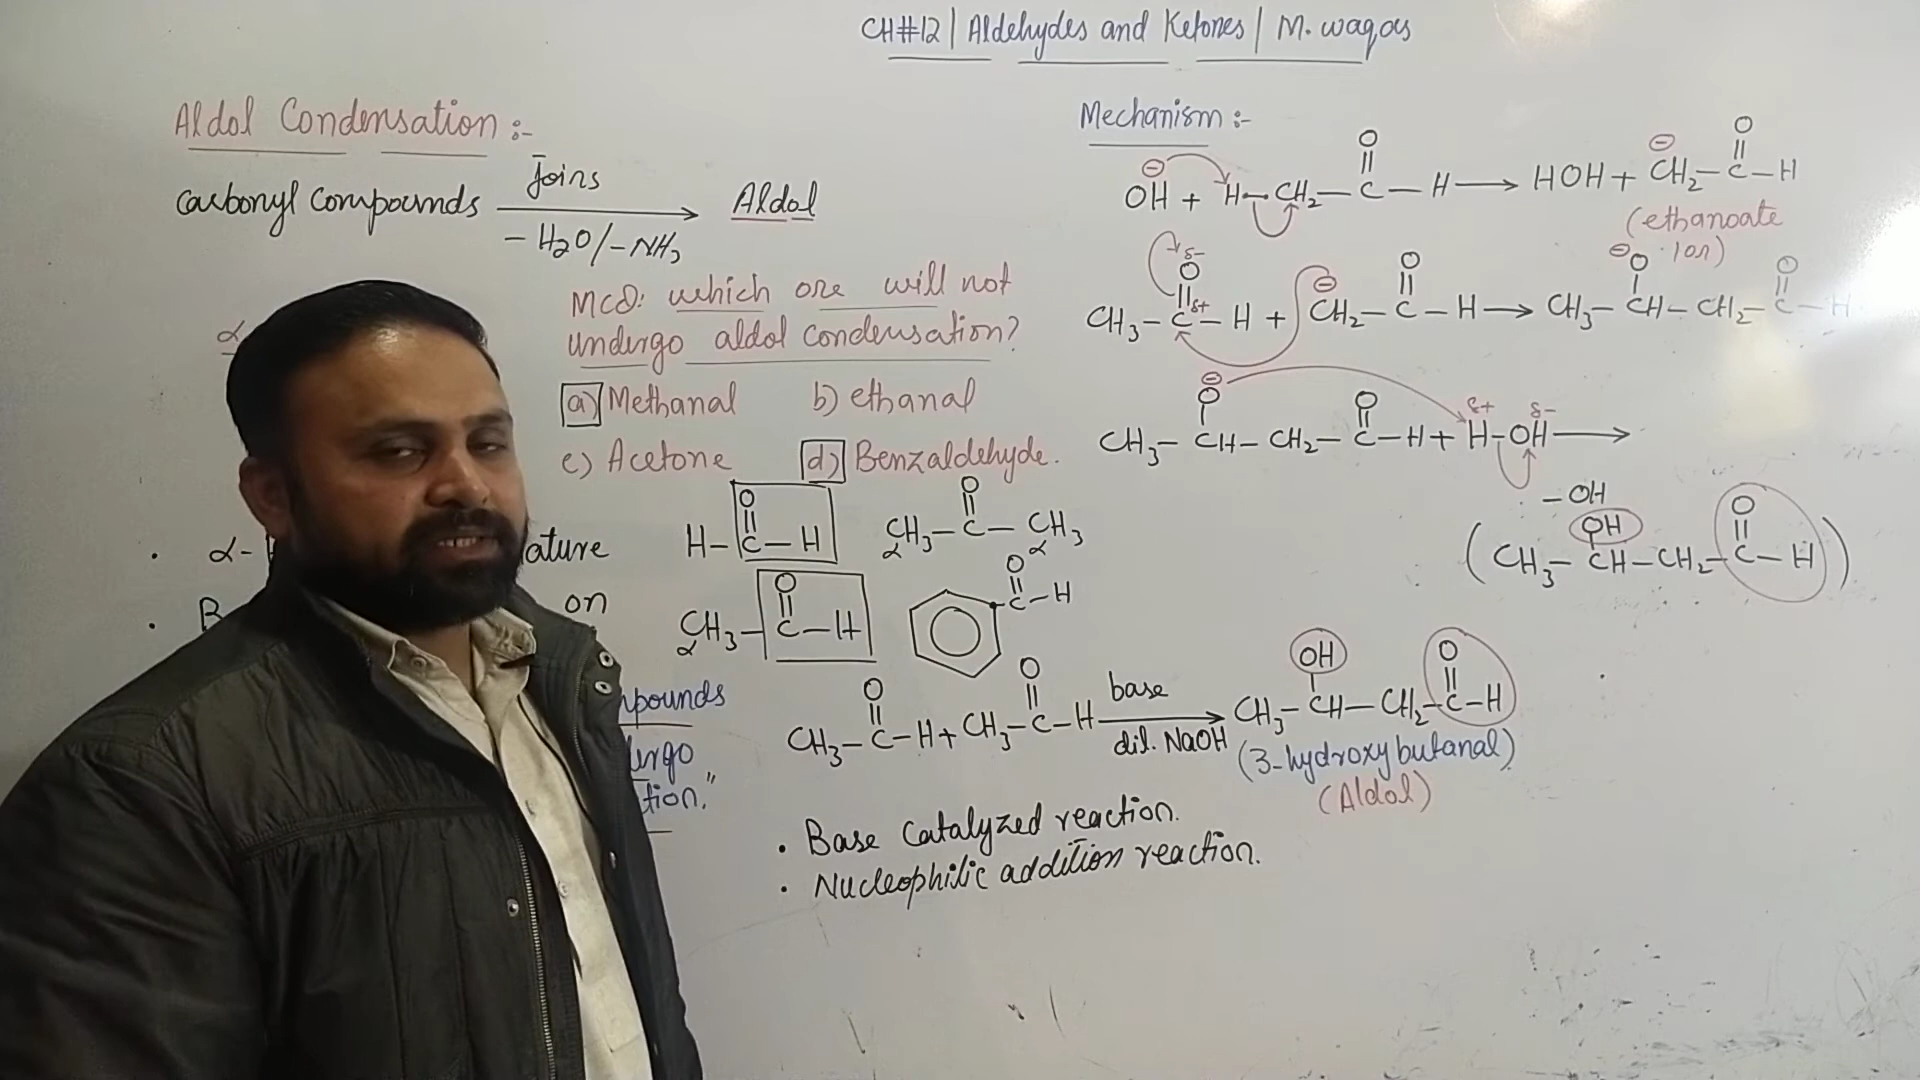 CH#12 | Aldehydes and Ketones | M. waqas
Aldol Condensation :-
Carbonyl Compounds Joins Aldol
- H2O/- NH3
α
MCQ: which one will not
undergo aldol condensation?
a) Methanal b) ethanal
c) Acetone d) Benzaldehyde.
O
||
H-C-H
O
||
CH3-C-CH3
α α
O
||
CH3-C-H
α
O
||
C-H
. α- ature
. B on
pounds
ergo
tion."
O O
|| ||
CH3-C-H + CH3-C-H base
dil. NaOH
OH O
| ||
CH3-CH-CH2-C-H
(3-hydroxybutanal)
(Aldol)
. Base Catalyzed reaction.
. Nucleophilic addition reaction.
Mechanism :-
⊖ O ⊖ O
|| ||
OH + H-CH2-C-H → HOH + CH2-C-H
(ethanoate
ion)
δ-
O ⊖ O ⊖O O
|| δ+ || | ||
CH3-C-H + CH2-C-H → CH3-CH-CH2-C-H
⊖
O O δ+ δ-
| ||
CH3-CH-CH2-C-H + H-OH →
- OH
OH O
| ||
(CH3-CH-CH2-C-H)